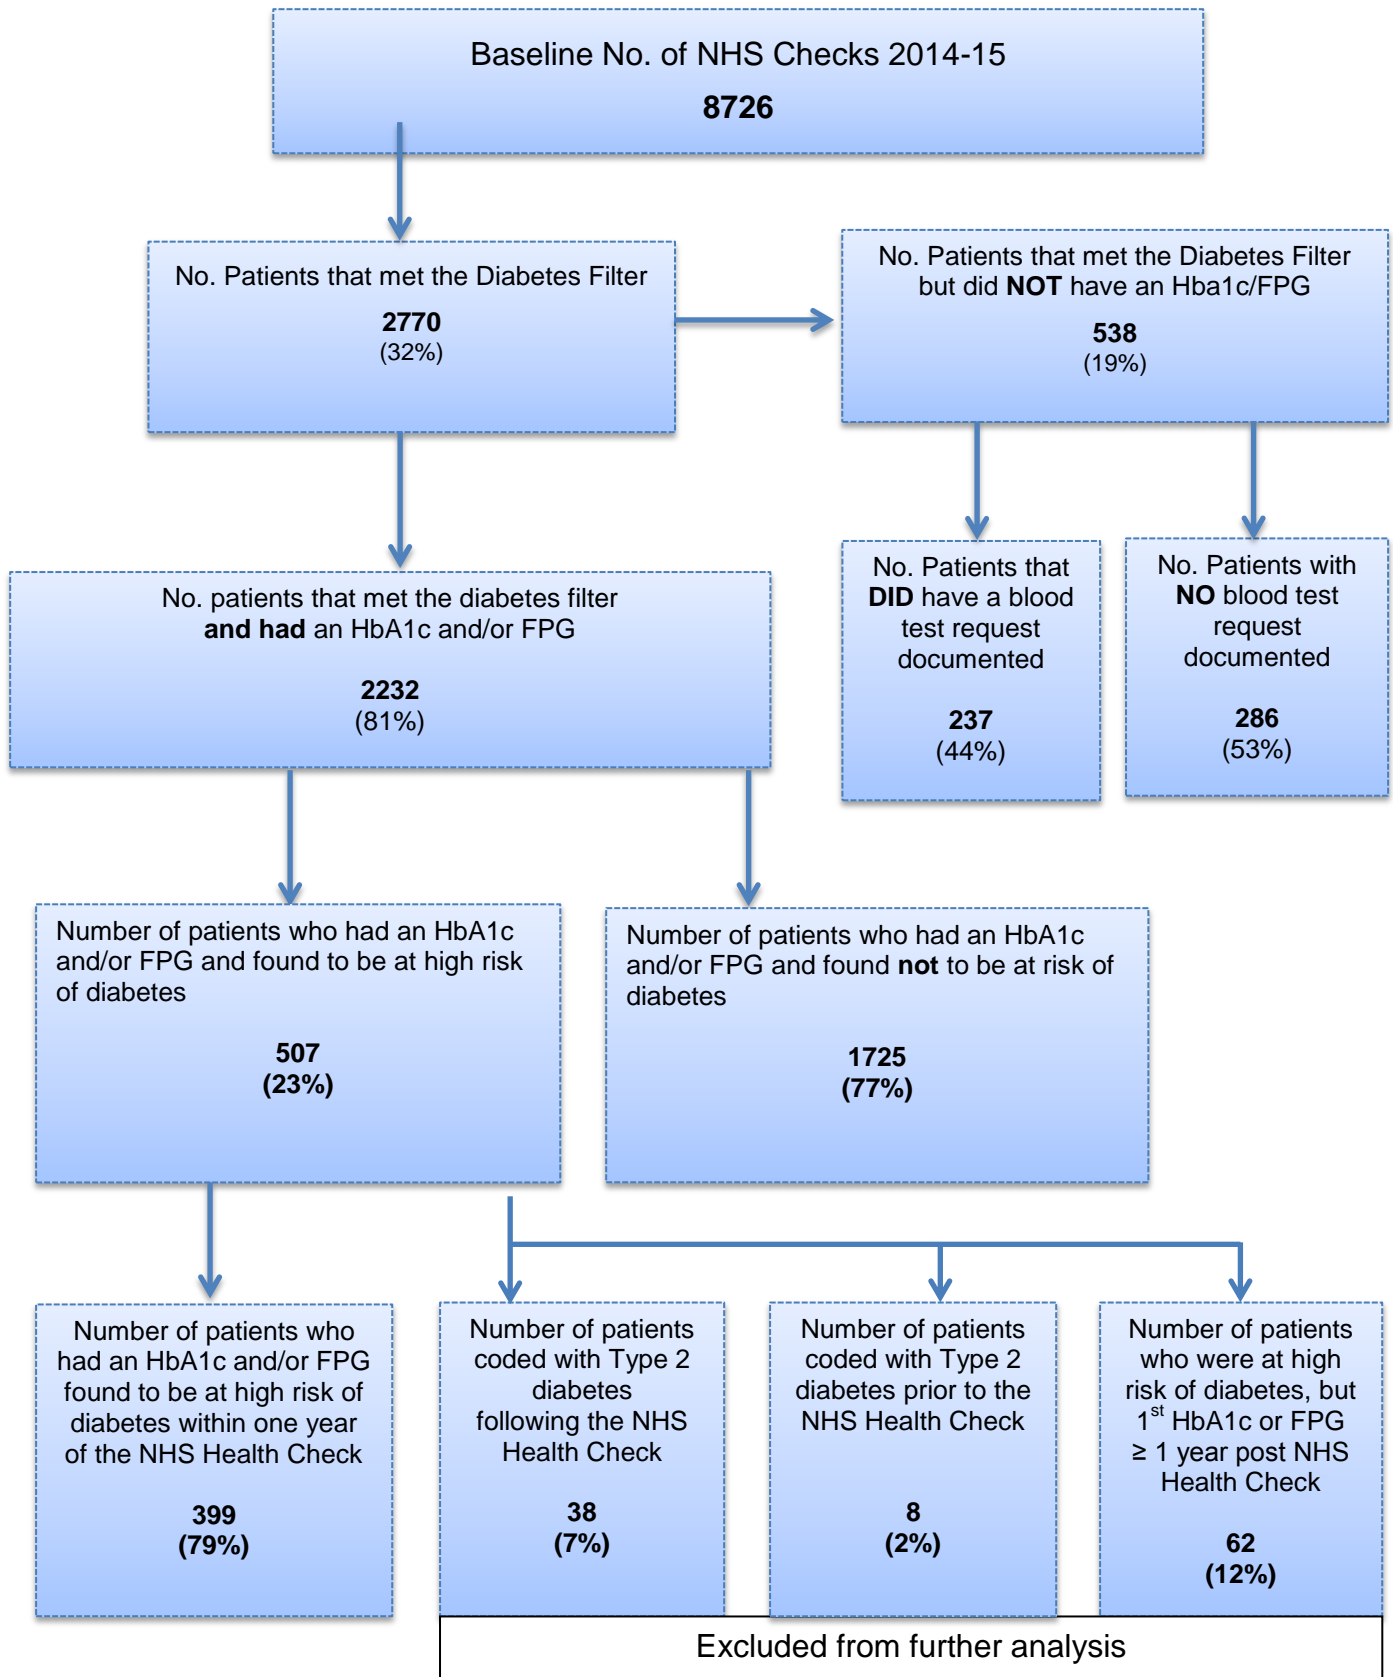 Baseline No. of NHS Checks 2014-15
8726
No. Patients that met the Diabetes Filter
2770
(32%)
No. Patients that met the Diabetes Filter
but did NOT have an Hba1c/FPG
538
(19%)
No. Patients that
DID have a blood
test request
documented
237
(44%)
No. Patients with
NO blood test
request
documented
286
(53%)
No. patients that met the diabetes filter
and had an HbA1c and/or FPG
2232
(81%)
Number of patients who had an HbA1c
and/or FPG and found to be at high risk
of diabetes
507
(23%)
Number of patients who had an HbA1c
and/or FPG and found not to be at risk of
diabetes
1725
(77%)
Number of patients who
had an HbA1c and/or FPG
found to be at high risk of
diabetes within one year
of the NHS Health Check
399
(79%)
Number of patients
coded with Type 2
diabetes
following the NHS
Health Check
38
(7%)
Number of patients
coded with Type 2
diabetes prior to the
NHS Health Check
8
(2%)
Number of patients
who were at high
risk of diabetes, but
1st HbA1c or FPG
≥ 1 year post NHS
Health Check
62
(12%)
Excluded from further analysis